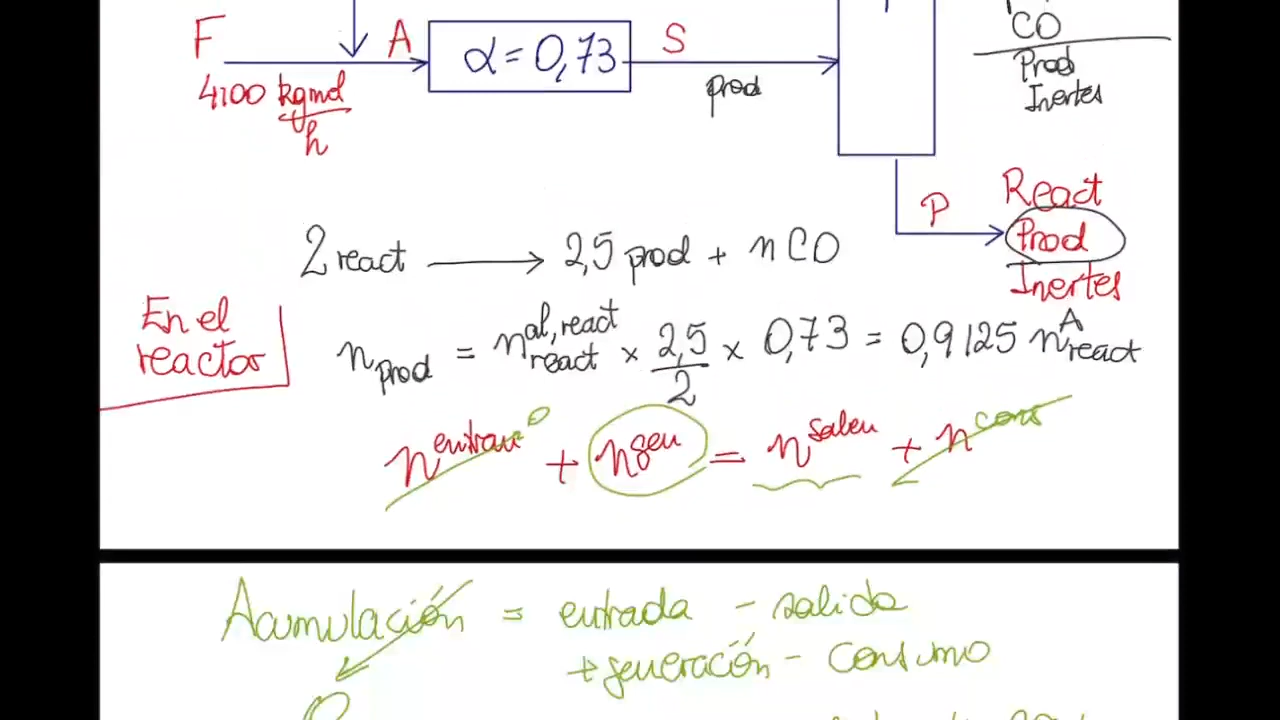 CO
F
A
α = 0,73
S
Prod
Inertes
4100 kgmol
h
prod
React
P
Prod
Inertes
2 react → 2,5 prod + n CO
En el
reactor
n prod = n al, react react × 2,5 / 2 × 0,73 = 0,9125 n A react
n entran 0 + n gen = n salen + n cons
Acumulación = entrada - salida
+ generación - consumo